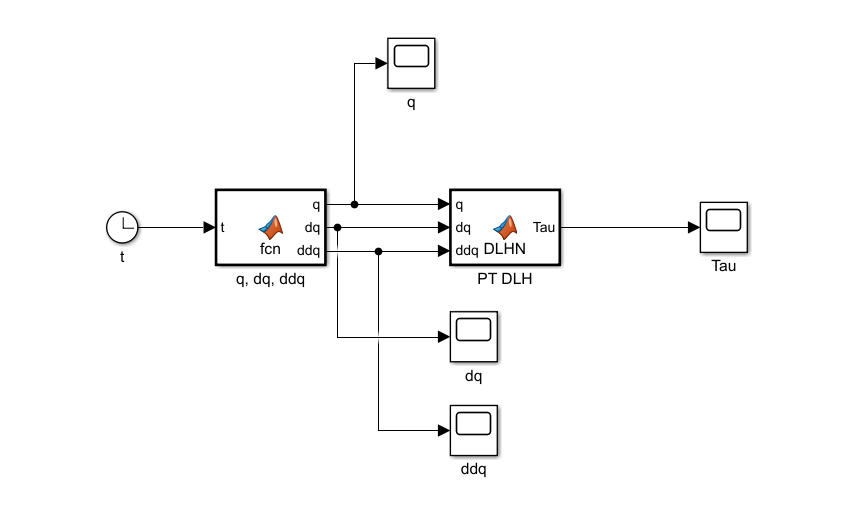 q
t
t
q
dq
ddq
fcn
q, dq, ddq
q
dq
ddq
DLHN
Tau
PT DLH
Tau
dq
ddq